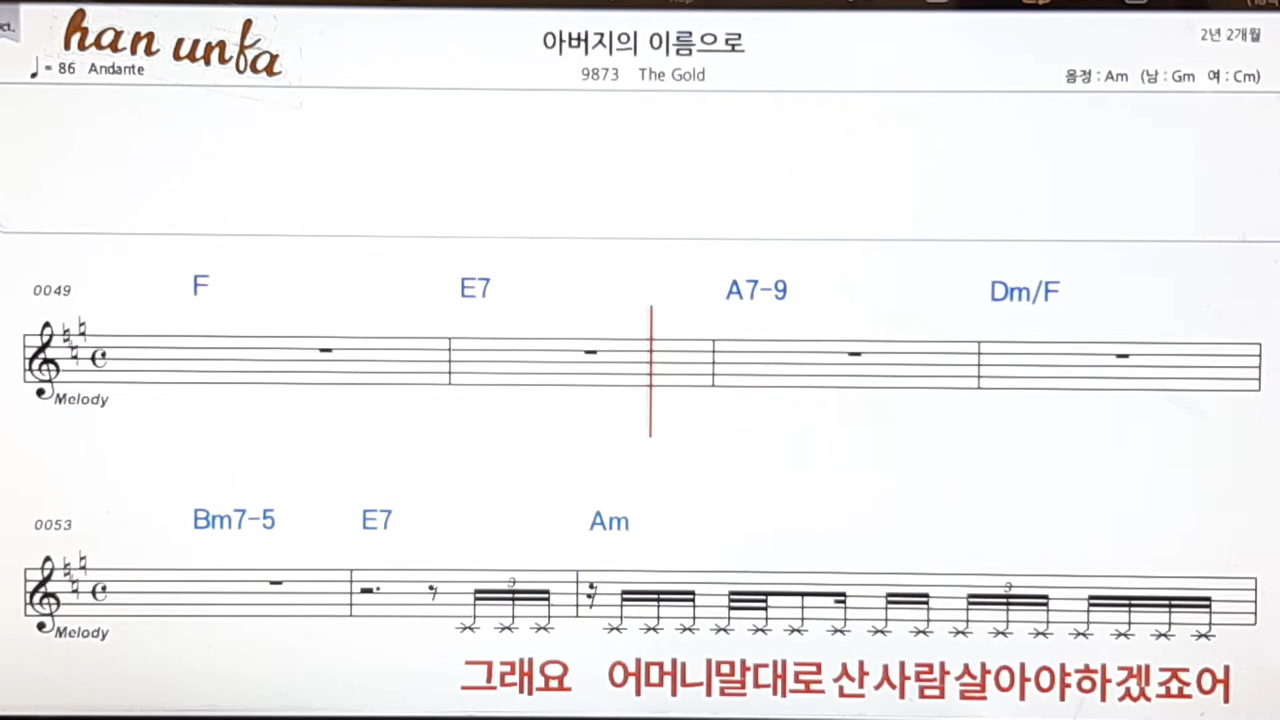 ct.
han unfa
아버지의 이름으로
2년 2개월
♩= 86 Andante
9873 The Gold
음정 : Am (남 : Gm 여 : Cm)
0049
F E7 A7-9 Dm/F
Melody
0053
Bm7-5 E7 Am
3 3
Melody
그래요 어머니말대로 산사람살아야하겠죠어